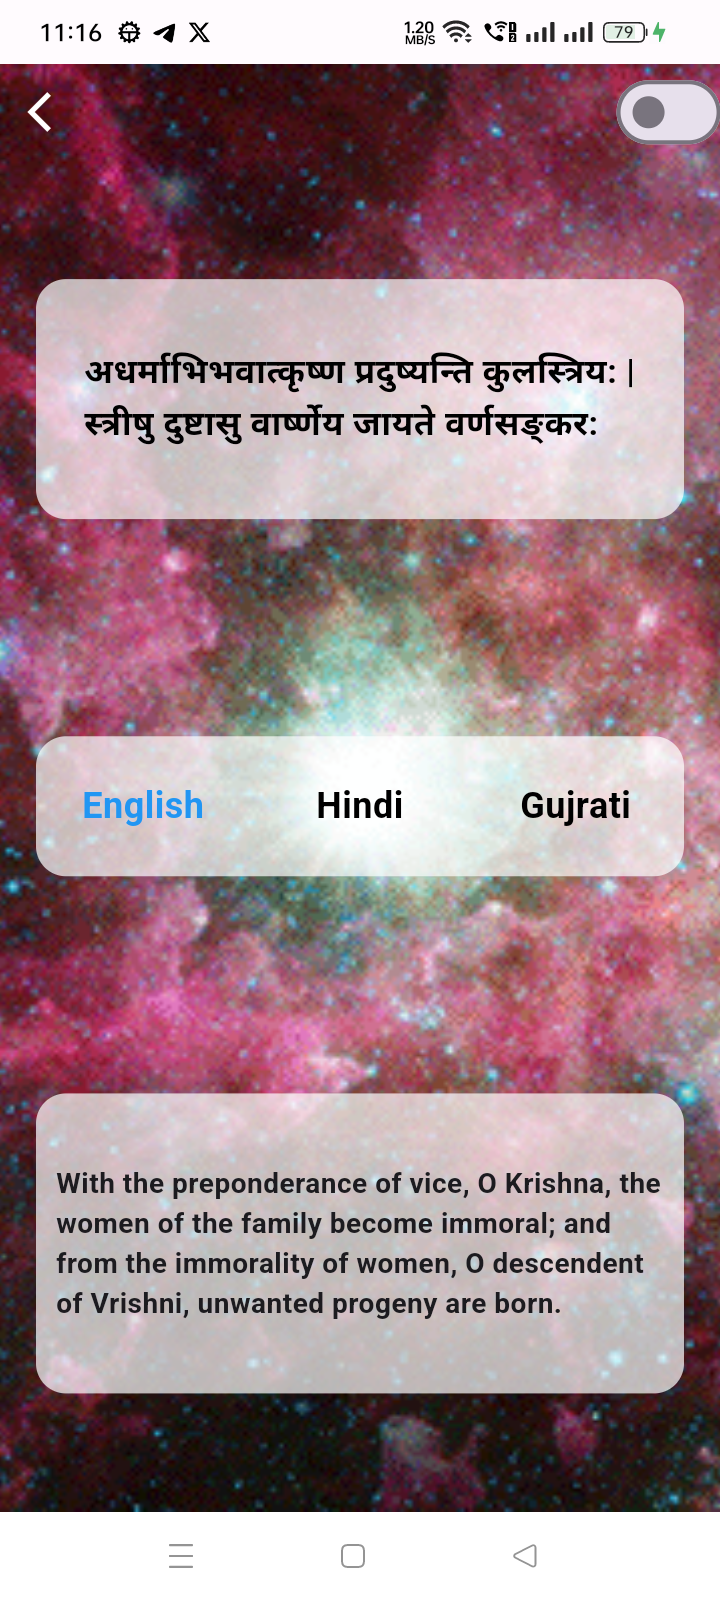 11:16 1.20 MB/S 79
अधर्माभिभवात्कृष्ण प्रदुष्यन्ति कुलस्त्रिय: |
स्त्रीषु दुष्टासु वार्ष्णेय जायते वर्णसङ्कर:
English Hindi Gujrati
With the preponderance of vice, O Krishna, the
women of the family become immoral; and
from the immorality of women, O descendent
of Vrishni, unwanted progeny are born.